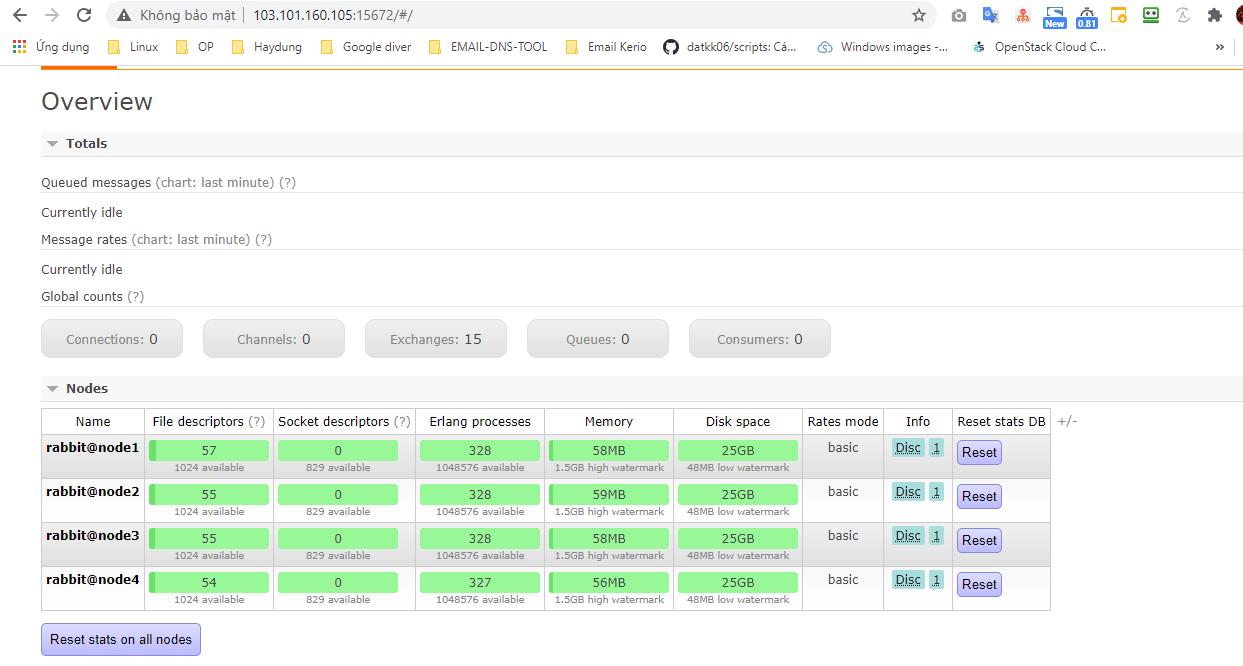 Không bảo mật 103.101.160.105:15672/#/
New 0.81
Ứng dụng Linux OP Haydung Google diver EMAIL-DNS-TOOL Email Kerio datkk06/scripts: Cá... Windows images -... OpenStack Cloud C... »
Overview
Totals
Queued messages (chart: last minute) (?)
Currently idle
Message rates (chart: last minute) (?)
Currently idle
Global counts (?)
Connections: 0 Channels: 0 Exchanges: 15 Queues: 0 Consumers: 0
Nodes
Name File descriptors (?) Socket descriptors (?) Erlang processes Memory Disk space Rates mode Info Reset stats DB +/-
rabbit@node1 57 0 328 58MB 25GB basic Disc 1 Reset
1024 available 829 available 1048576 available 1.5GB high watermark 48MB low watermark
rabbit@node2 55 0 328 59MB 25GB basic Disc 1 Reset
1024 available 829 available 1048576 available 1.5GB high watermark 48MB low watermark
rabbit@node3 55 0 328 58MB 25GB basic Disc 1 Reset
1024 available 829 available 1048576 available 1.5GB high watermark 48MB low watermark
rabbit@node4 54 0 327 56MB 25GB basic Disc 1 Reset
1024 available 829 available 1048576 available 1.5GB high watermark 48MB low watermark
Reset stats on all nodes